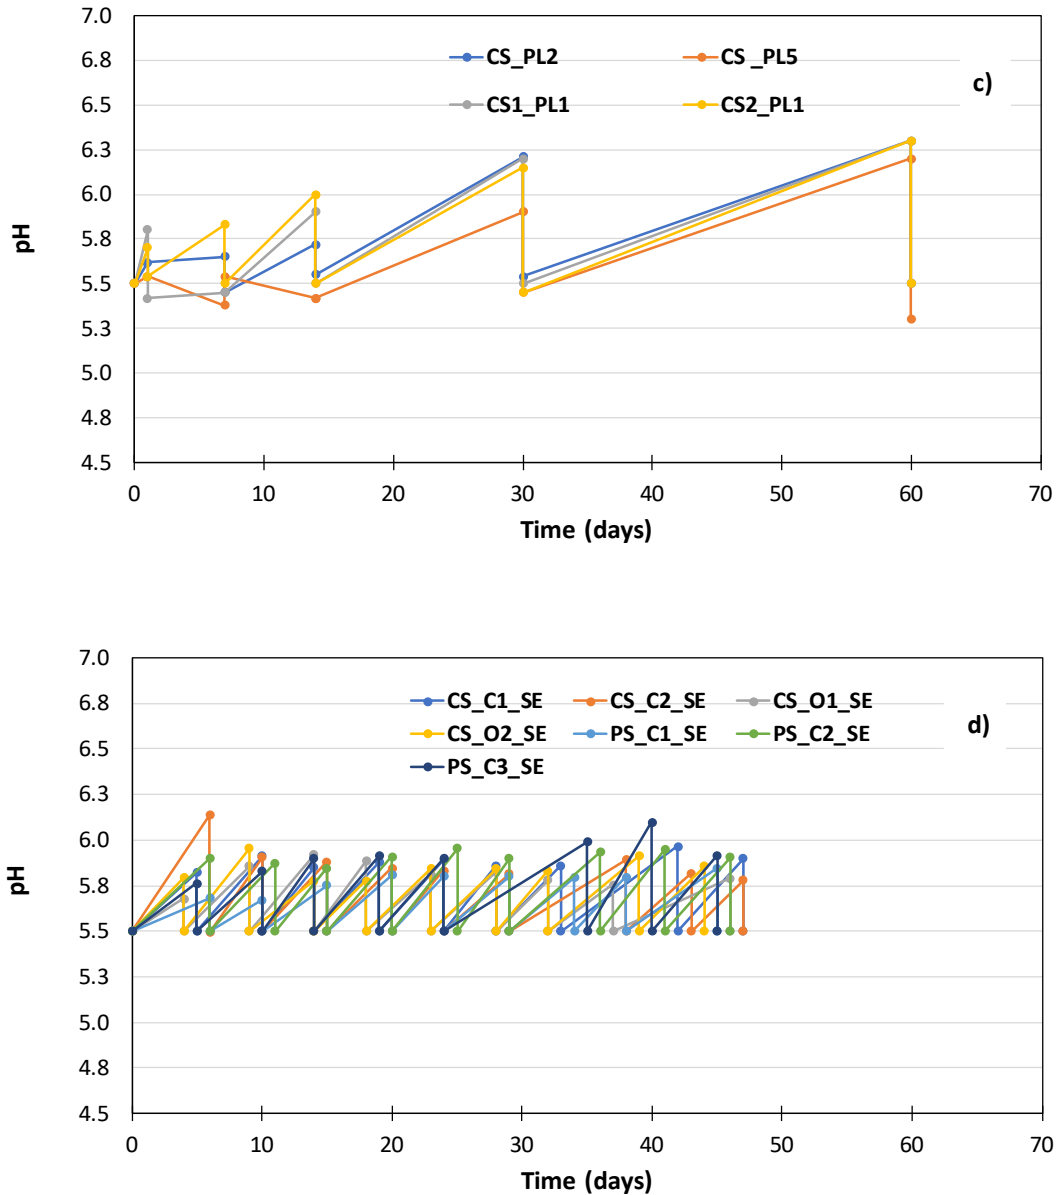 7.0
CS_PL2 CS _PL5
6.8
c)
CS1_PL1 CS2_PL1
6.5
6.3
6.0
5.8
5.5
5.3
5.0
4.8
4.5
pH
0 10 20 30 40 50 60 70
Time (days)
7.0
CS_C1_SE CS_C2_SE CS_O1_SE
6.8
CS_O2_SE PS_C1_SE PS_C2_SE
d)
PS_C3_SE
6.5
6.3
6.0
5.8
5.5
5.3
5.0
4.8
4.5
pH
0 10 20 30 40 50 60 70
Time (days)